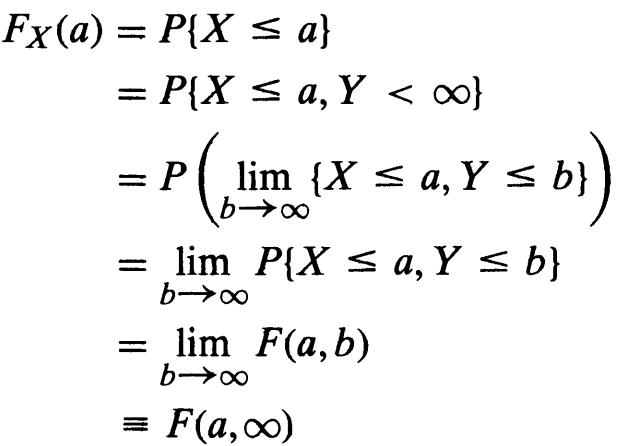 F_X(a) = P{X ≤ a}
= P{X ≤ a, Y < ∞}
= P( lim_{b→∞} {X ≤ a, Y ≤ b} )
= lim_{b→∞} P{X ≤ a, Y ≤ b}
= lim_{b→∞} F(a, b)
≡ F(a, ∞)